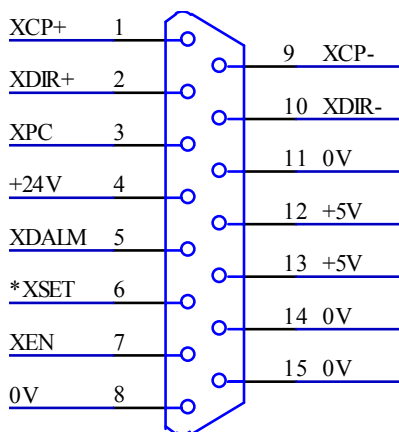 XCP+ 1
9 XCP-
XDIR+ 2
10 XDIR-
XPC 3
11 0V
+24V 4
12 +5V
XDALM 5
13 +5V
*XSET 6
14 0V
XEN 7
15 0V
0V 8